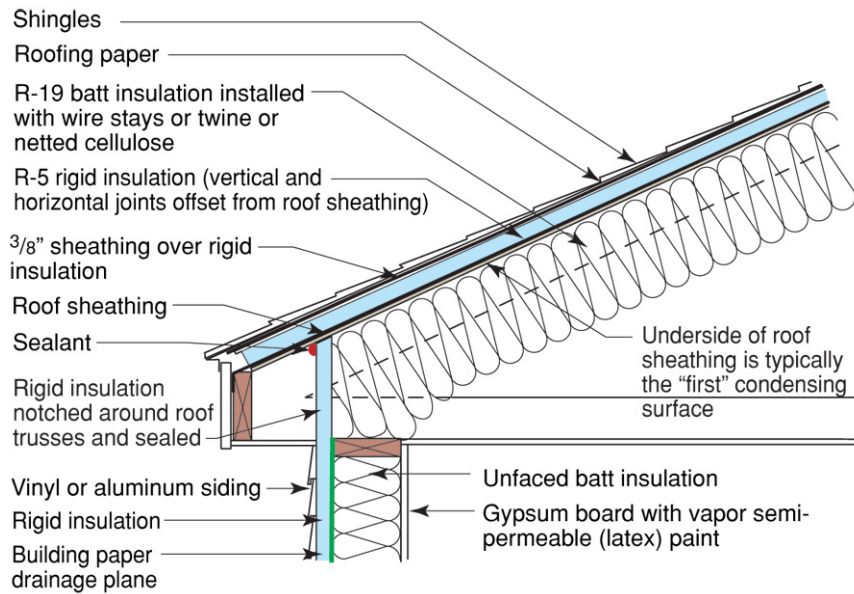 Shingles
Roofing paper
R-19 batt insulation installed
with wire stays or twine or
netted cellulose
R-5 rigid insulation (vertical and
horizontal joints offset from roof sheathing)
3/8" sheathing over rigid
insulation
Roof sheathing
Sealant
Rigid insulation
notched around roof
trusses and sealed
Vinyl or aluminum siding
Rigid insulation
Building paper
drainage plane
Underside of roof
sheathing is typically
the “first” condensing
surface
Unfaced batt insulation
Gypsum board with vapor semi-
permeable (latex) paint